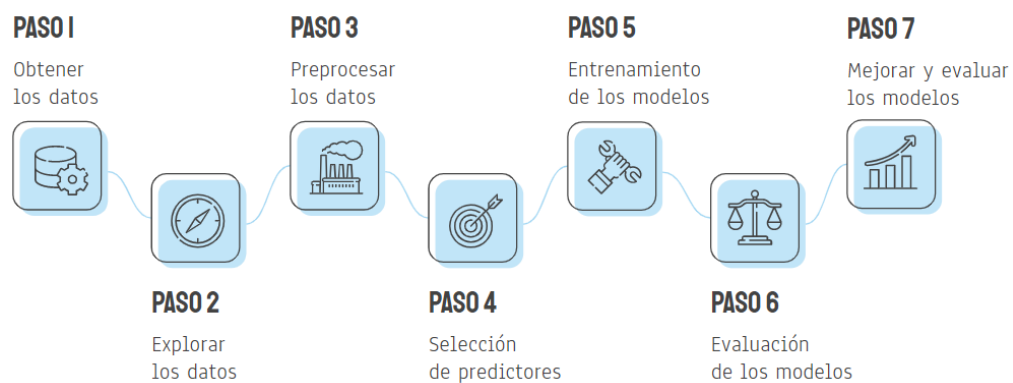 PASO 1
Obtener
los datos
PASO 2
Explorar
los datos
PASO 3
Preprocesar
los datos
PASO 4
Selección
de predictores
PASO 5
Entrenamiento
de los modelos
PASO 6
Evaluación
de los modelos
PASO 7
Mejorar y evaluar
los modelos